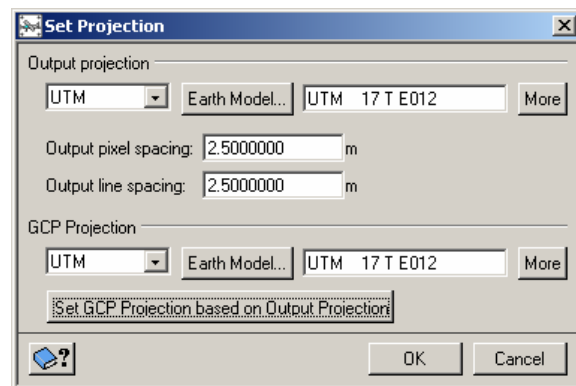 Set Projection
Output projection
UTM Earth Model... UTM 17 T E012 More
Output pixel spacing: 2.5000000 m
Output line spacing: 2.5000000 m
GCP Projection
UTM Earth Model... UTM 17 T E012 More
Set GCP Projection based on Output Projection
? OK Cancel